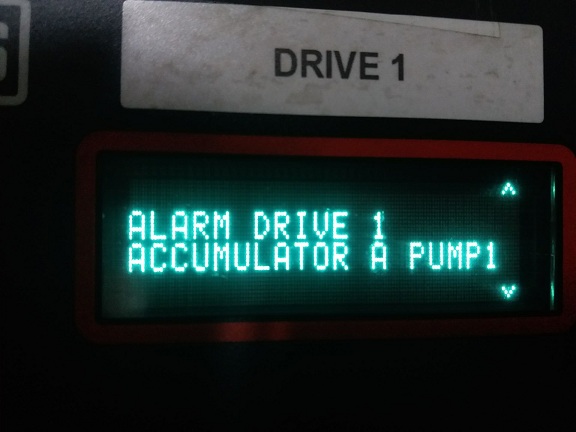 DRIVE 1
ALARM DRIVE 1
ACCUMULATOR A PUMP1